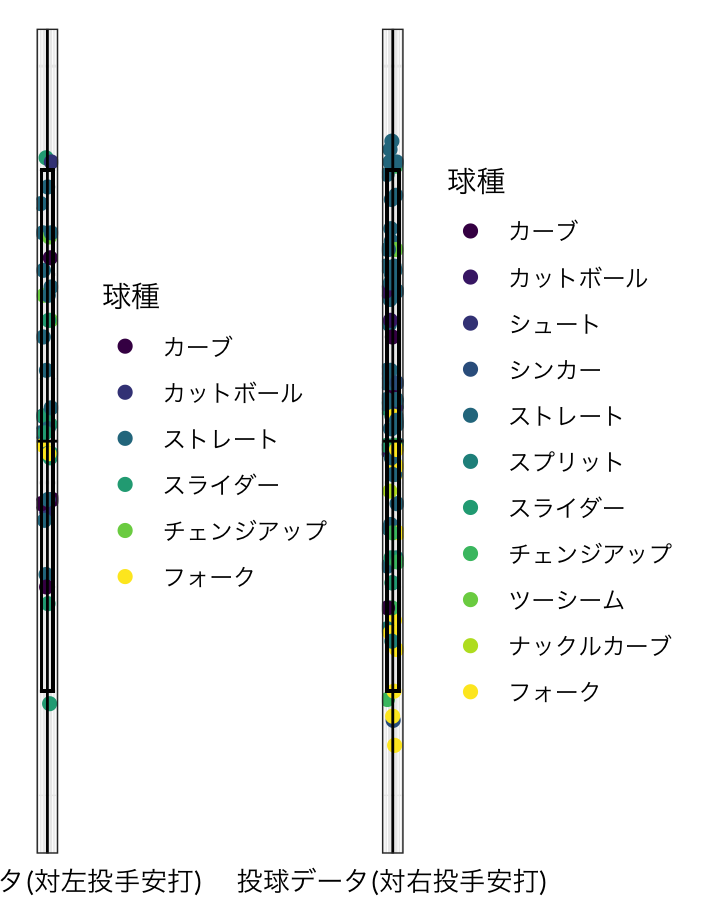 球種
カーブ
カットボール
ストレート
スライダー
チェンジアップ
フォーク
タ(対左投手安打)
球種
カーブ
カットボール
シュート
シンカー
ストレート
スプリット
スライダー
チェンジアップ
ツーシーム
ナックルカーブ
フォーク
投球データ(対右投手安打)